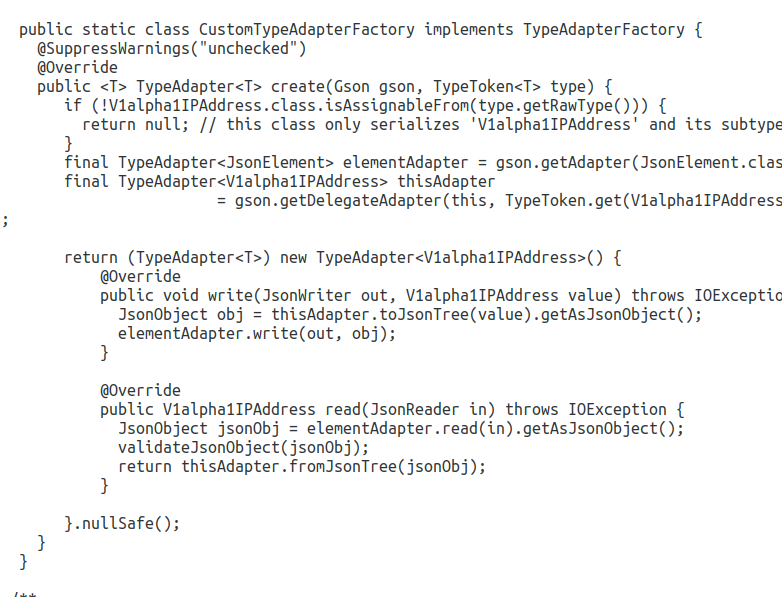 public static class CustomTypeAdapterFactory implements TypeAdapterFactory {
@SuppressWarnings("unchecked")
@Override
public <T> TypeAdapter<T> create(Gson gson, TypeToken<T> type) {
if (!V1alpha1IPAddress.class.isAssignableFrom(type.getRawType())) {
return null; // this class only serializes 'V1alpha1IPAddress' and its subtype
}
final TypeAdapter<JsonElement> elementAdapter = gson.getAdapter(JsonElement.clas
final TypeAdapter<V1alpha1IPAddress> thisAdapter
= gson.getDelegateAdapter(this, TypeToken.get(V1alpha1IPAddress
;
return (TypeAdapter<T>) new TypeAdapter<V1alpha1IPAddress>() {
@Override
public void write(JsonWriter out, V1alpha1IPAddress value) throws IOExceptio
JsonObject obj = thisAdapter.toJsonTree(value).getAsJsonObject();
elementAdapter.write(out, obj);
}
@Override
public V1alpha1IPAddress read(JsonReader in) throws IOException {
JsonObject jsonObj = elementAdapter.read(in).getAsJsonObject();
validateJsonObject(jsonObj);
return thisAdapter.fromJsonTree(jsonObj);
}
}.nullSafe();
}
}
/**